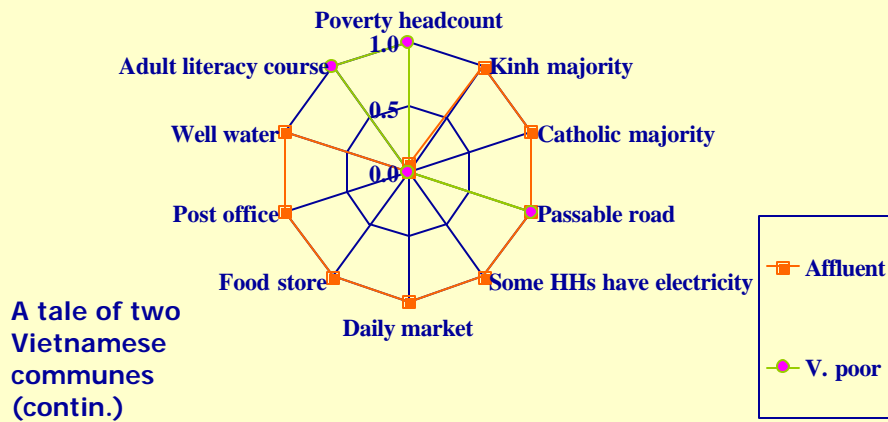 Poverty headcount
1.0
Adult literacy course
Kinh majority
0.5
Well water
Catholic majority
0.0
Post office
Passable road
Food store
Some HHs have electricity
Daily market
Affluent
V. poor
A tale of two
Vietnamese
communes
(contin.)